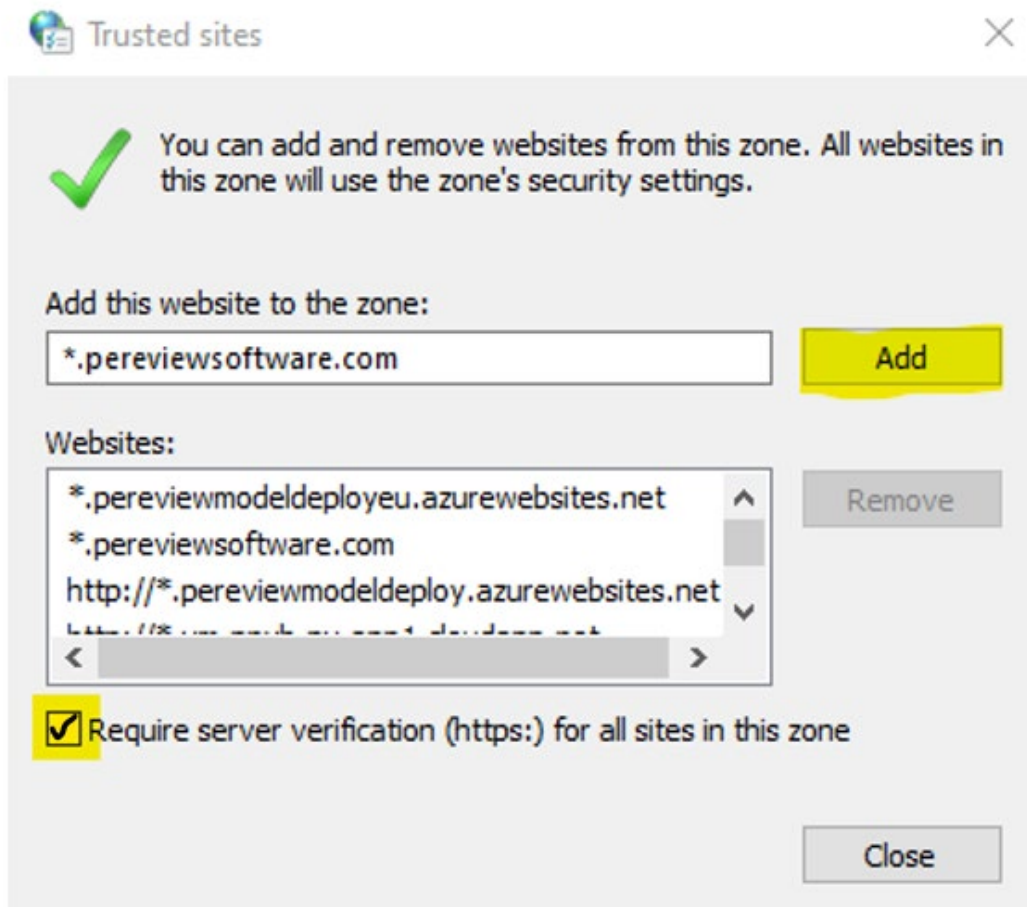 Trusted sites
You can add and remove websites from this zone. All websites in
this zone will use the zone's security settings.
Add this website to the zone:
*.pereviewsoftware.com
Add
Websites:
*.pereviewmodeldeployeu.azurewebsites.net
Remove
*.pereviewsoftware.com
http://*.pereviewmodeldeploy.azurewebsites.net
Require server verification (https:) for all sites in this zone
Close